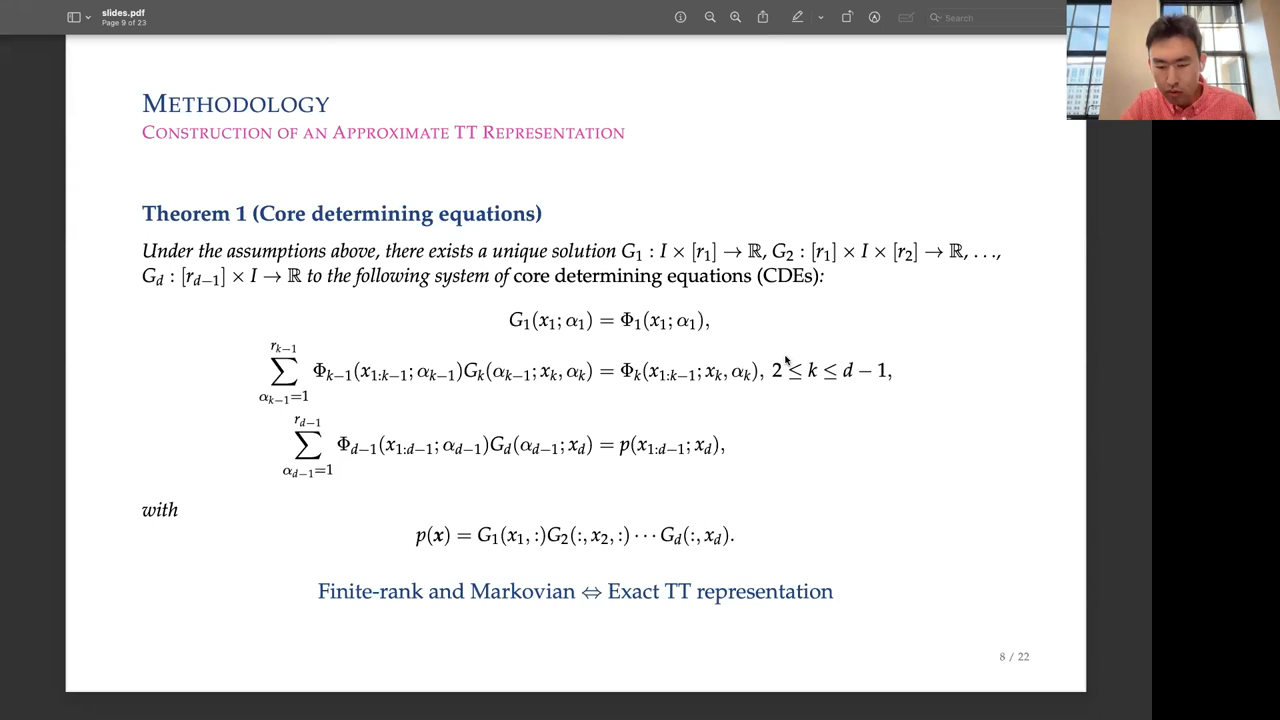 slides.pdf
Page 9 of 23
Search
METHODOLOGY
CONSTRUCTION OF AN APPROXIMATE TT REPRESENTATION
Theorem 1 (Core determining equations)
Under the assumptions above, there exists a unique solution G₁ : I × [r₁] → ℝ, G₂ : [r₁] × I × [r₂] → ℝ, . . .,
G_d : [r_{d−1}] × I → ℝ to the following system of core determining equations (CDEs):
G₁(x₁; α₁) = Φ₁(x₁; α₁),
∑_{α_{k−1}=1}^{r_{k−1}} Φ_{k−1}(x_{1:k−1}; α_{k−1})G_k(α_{k−1}; x_k, α_k) = Φ_k(x_{1:k−1}; x_k, α_k), 2 ≤ k ≤ d − 1,
∑_{α_{d−1}=1}^{r_{d−1}} Φ_{d−1}(x_{1:d−1}; α_{d−1})G_d(α_{d−1}; x_d) = p(x_{1:d−1}; x_d),
with
p(x) = G₁(x₁, :)G₂(:, x₂, :) · · · G_d(:, x_d).
Finite-rank and Markovian ⇔ Exact TT representation
8 / 22